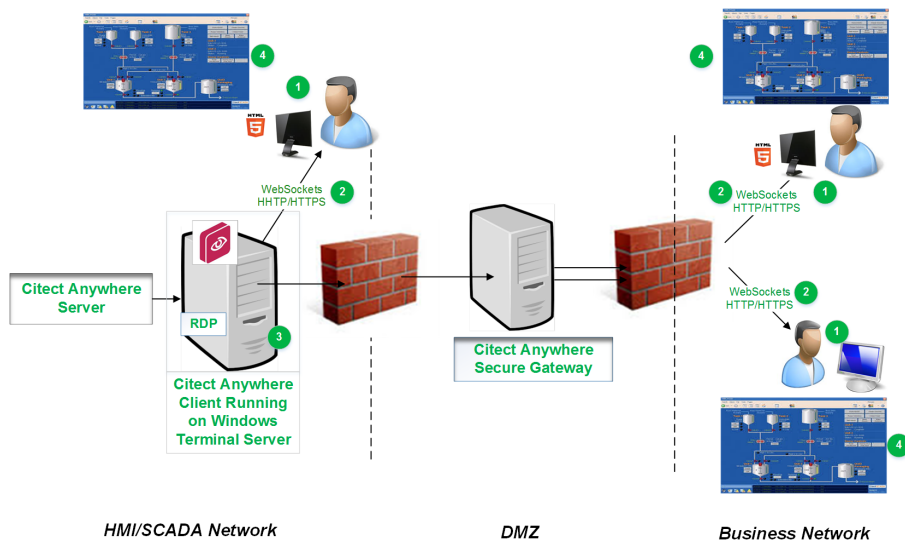 4
1
HTML
5
2
WebSockets
HHTP/HTTPS
Citect Anywhere
Server
RDP
3
Citect Anywhere
Client Running
on Windows
Terminal Server
Citect Anywhere
Secure Gateway
4
HTML
5
1
2
WebSockets
HTTP/HTTPS
WebSockets
HTTP/HTTPS
2
1
4
HMI/SCADA Network
DMZ
Business Network